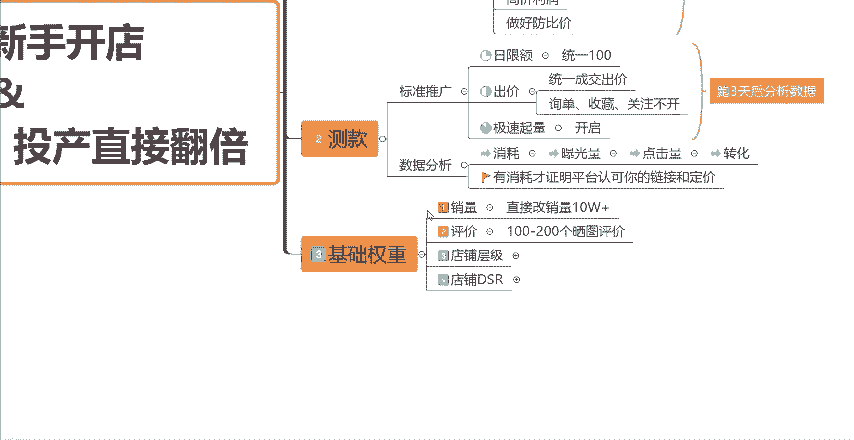 新手开店
&
投产直接翻倍
做好防比价
2 测款
标准推广
日限额
统一100
出价
统一成交出价
询单、收藏、关注不开
极速起量
开启
跑3天后分析数据
数据分析
消耗
曝光量
点击量
转化
有消耗才证明平台认可你的链接和定价
3 基础权重
1 销量
直接改销量10W+
2 评价
100-200个晒图评价
3 店铺层级
4 店铺DSR